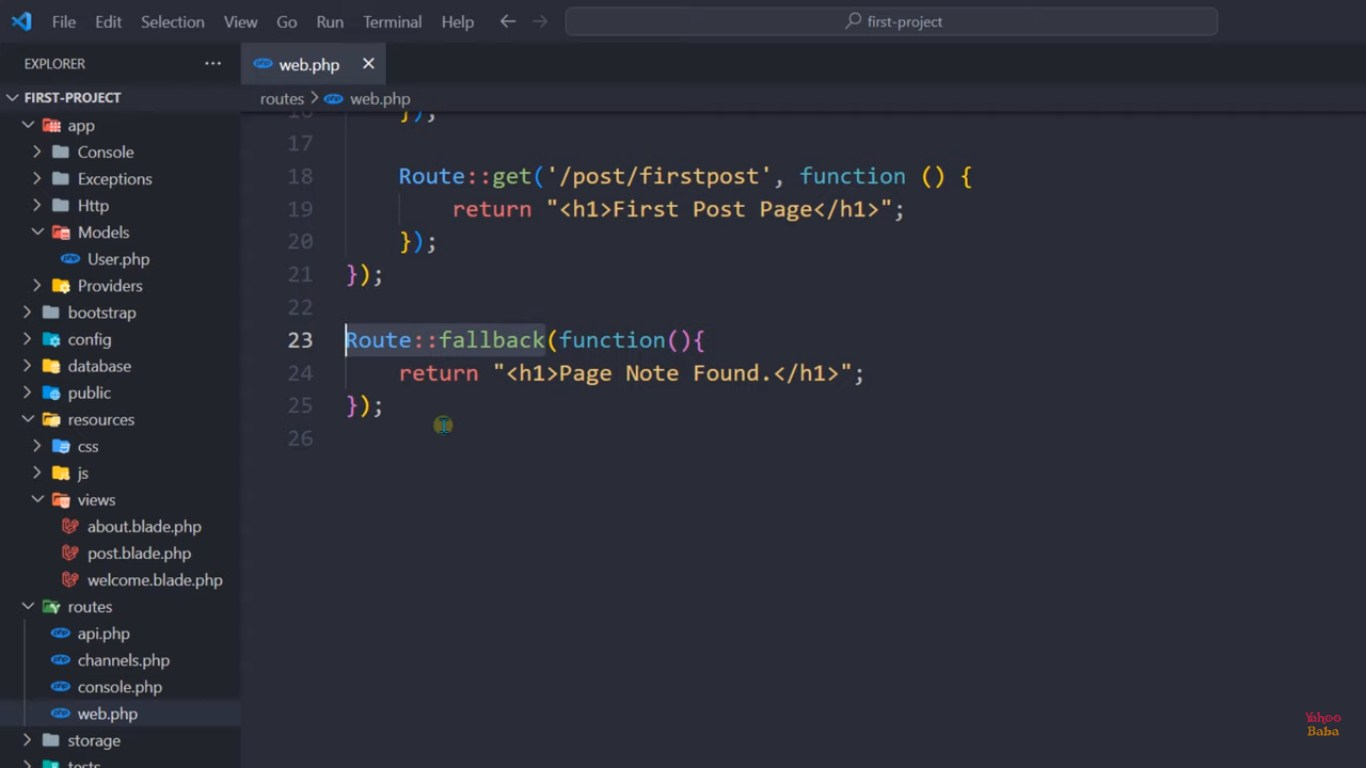 File Edit Selection View Go Run Terminal Help first-project
EXPLORER ... web.php
FIRST-PROJECT
routes > web.php
app
Console
Exceptions
Http
Models
User.php
Providers
bootstrap
config
database
public
resources
css
js
views
about.blade.php
post.blade.php
welcome.blade.php
routes
api.php
channels.php
console.php
web.php
storage
tests
16 });
17
18 Route::get('/post/firstpost', function () {
19 return "<h1>First Post Page</h1>";
20 });
21 });
22
23 Route::fallback(function(){
24 return "<h1>Page Note Found.</h1>";
25 });
26
Yahoo
Baba